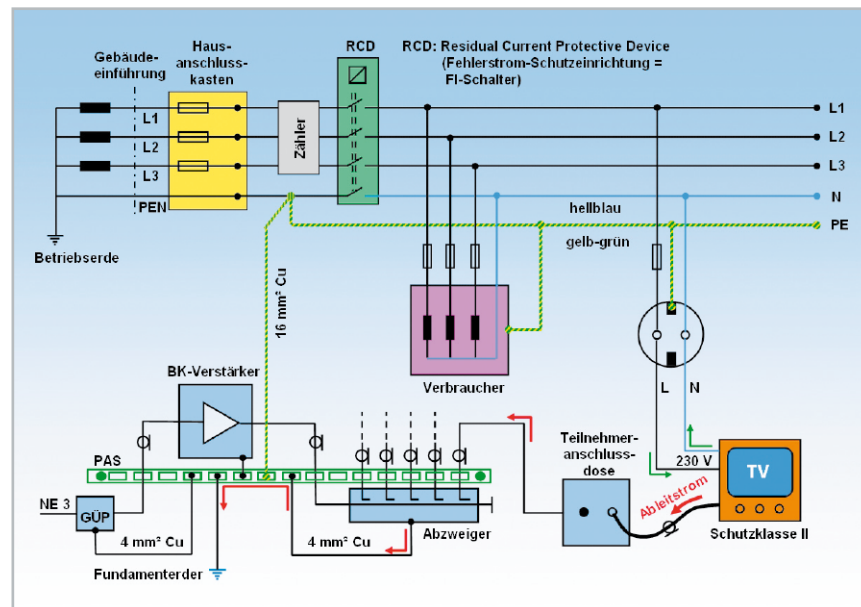 Gebäude-
einführung
Haus-
anschluss-
kasten
RCD
RCD: Residual Current Protective Device
(Fehlerstrom-Schutzeinrichtung =
FI-Schalter)
L1
L2
L3
PEN
Zähler
L1
L2
L3
N
PE
hellblau
gelb-grün
Betriebserde
16 mm² Cu
Verbraucher
L
N
BK-Verstärker
Teilnehmer-
anschluss-
dose
230 V
TV
PAS
NE 3
GÜP
Abzweiger
Ableitstrom
Schutzklasse II
4 mm² Cu
4 mm² Cu
Fundamenterder